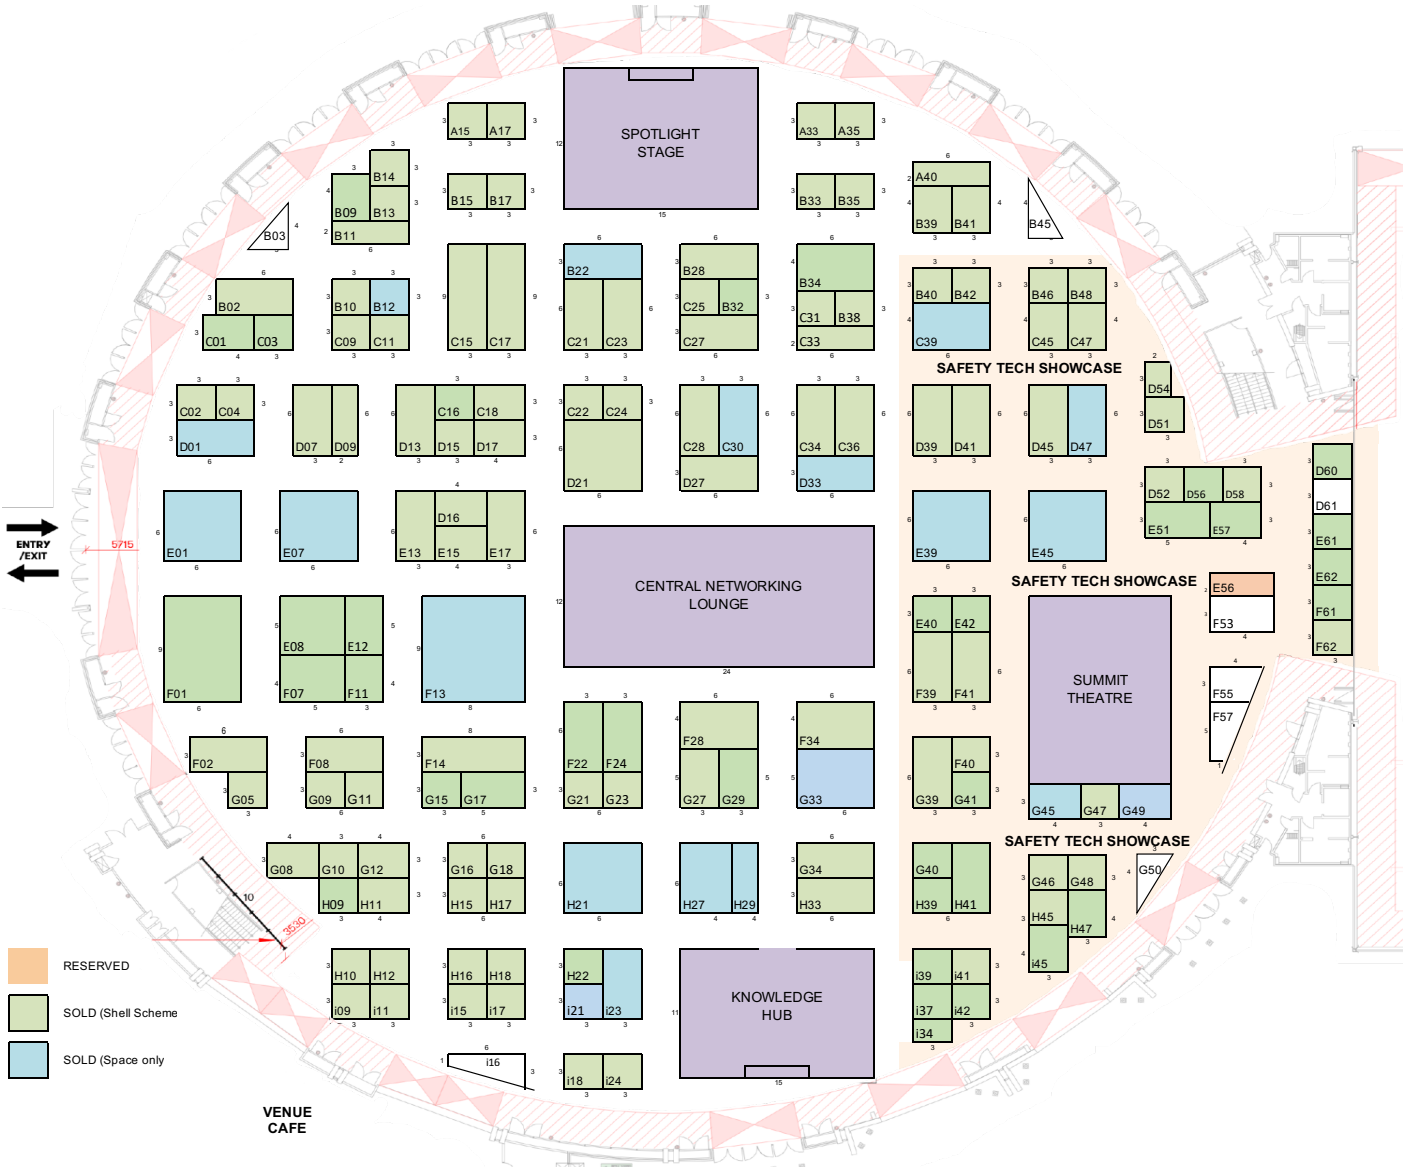 SPOTLIGHT
STAGE
A15 A17
A33 A35
B14
B09 B13
B11
B15 B17
B33 B35
A40
B39 B41
B03
B45
B02
C01 C03
B10 B12
C09 C11
C15 C17
B22
C21 C23
B28
C25 B32
C27
B34
C31 B38
C33
B40 B42
C39
B46 B48
C45 C47
SAFETY TECH SHOWCASE
C02 C04
D01
D07 D09
C16 C18
D13 D15 D17
C22 C24
D21
C28 C30
D27
C34 C36
D33
D39 D41
D45 D47
D54
D51
D52 D56 D58
E51 E57
D60
D61
E61
E62
F61
F62
ENTRY
/EXIT
5715
E01
E07
D16
E13 E15 E17
CENTRAL NETWORKING
LOUNGE
E39
E45
SAFETY TECH SHOWCASE
E56
F53
F01
E08 E12
F07 F11
F13
E40 E42
F39 F41
SUMMIT
THEATRE
F55
F57
F02
G05
F08
G09 G11
F14
G15 G17
F22 F24
G21 G23
F28
G27 G29
F34
G33
F40
G39 G41
G45 G47 G49
SAFETY TECH SHOWCASE
G08 G10 G12
H09 H11
G16 G18
H15 H17
H21
H27 H29
G34
H33
G40
H39 H41
G46 G48
H45
H47
i45
G50
10
3530
RESERVED
SOLD (Shell Scheme
SOLD (Space only
H10 H12
i09 i11
H16 H18
i15 i17
H22
i21 i23
KNOWLEDGE
HUB
i39 i41
i37 i42
i34
i16
i18 i24
VENUE
CAFE